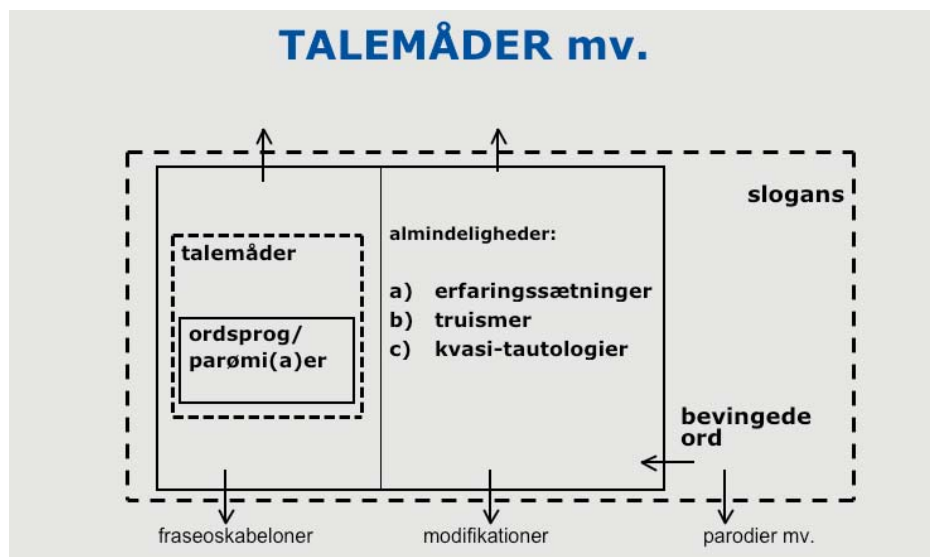 TALEMÅDER mv.
slogans
talemåder
ordsprog/
parømi(a)er
almindeligheder:
a) erfaringssætninger
b) truismer
c) kvasi-tautologier
bevingede
ord
fraseoskabeloner
modifikationer
parodier mv.